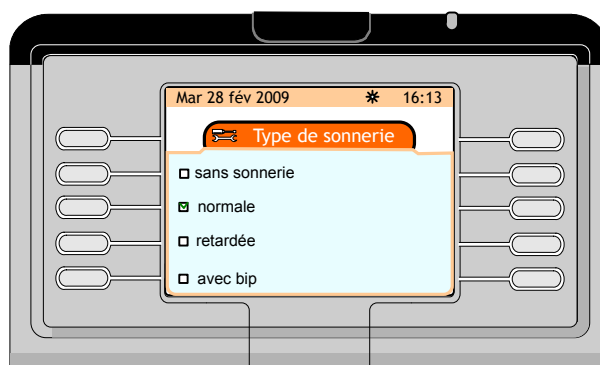 Mar 28 fév 2009 16:13
Type de sonnerie
sans sonnerie
normale
retardée
avec bip